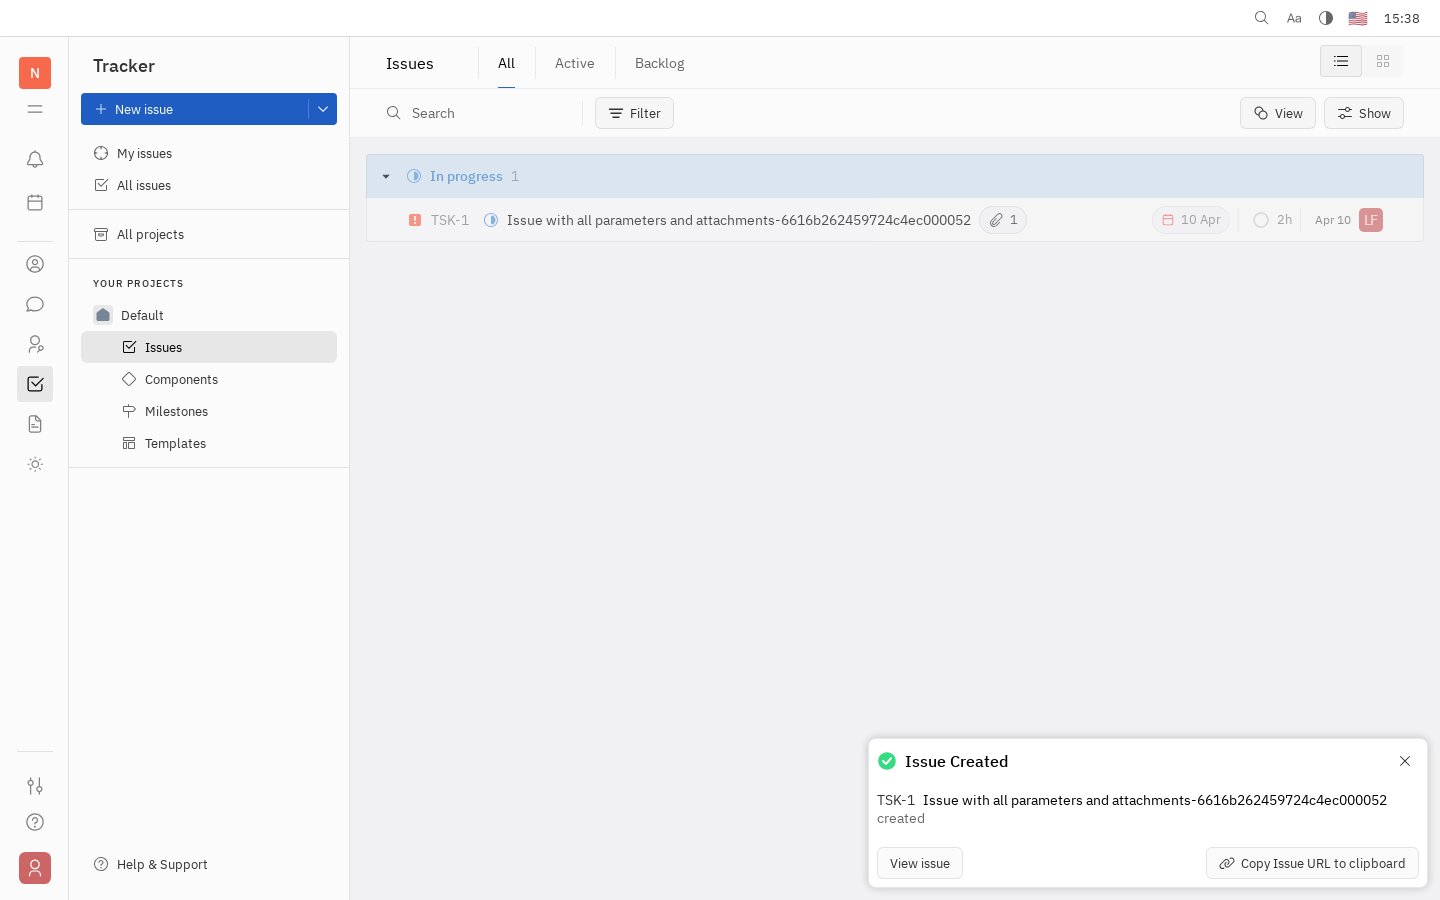 Aa
15:38
N
Tracker
New issue
My issues
All issues
All projects
YOUR PROJECTS
Default
Issues
Components
Milestones
Templates
Help & Support
Issues
All
Active
Backlog
Search
Filter
View
Show
In progress 1
TSK-1 Issue with all parameters and attachments-6616b262459724c4ec000052 1 10 Apr 2h Apr 10 LF
Issue Created
TSK-1 Issue with all parameters and attachments-6616b262459724c4ec000052
created
View issue
Copy Issue URL to clipboard